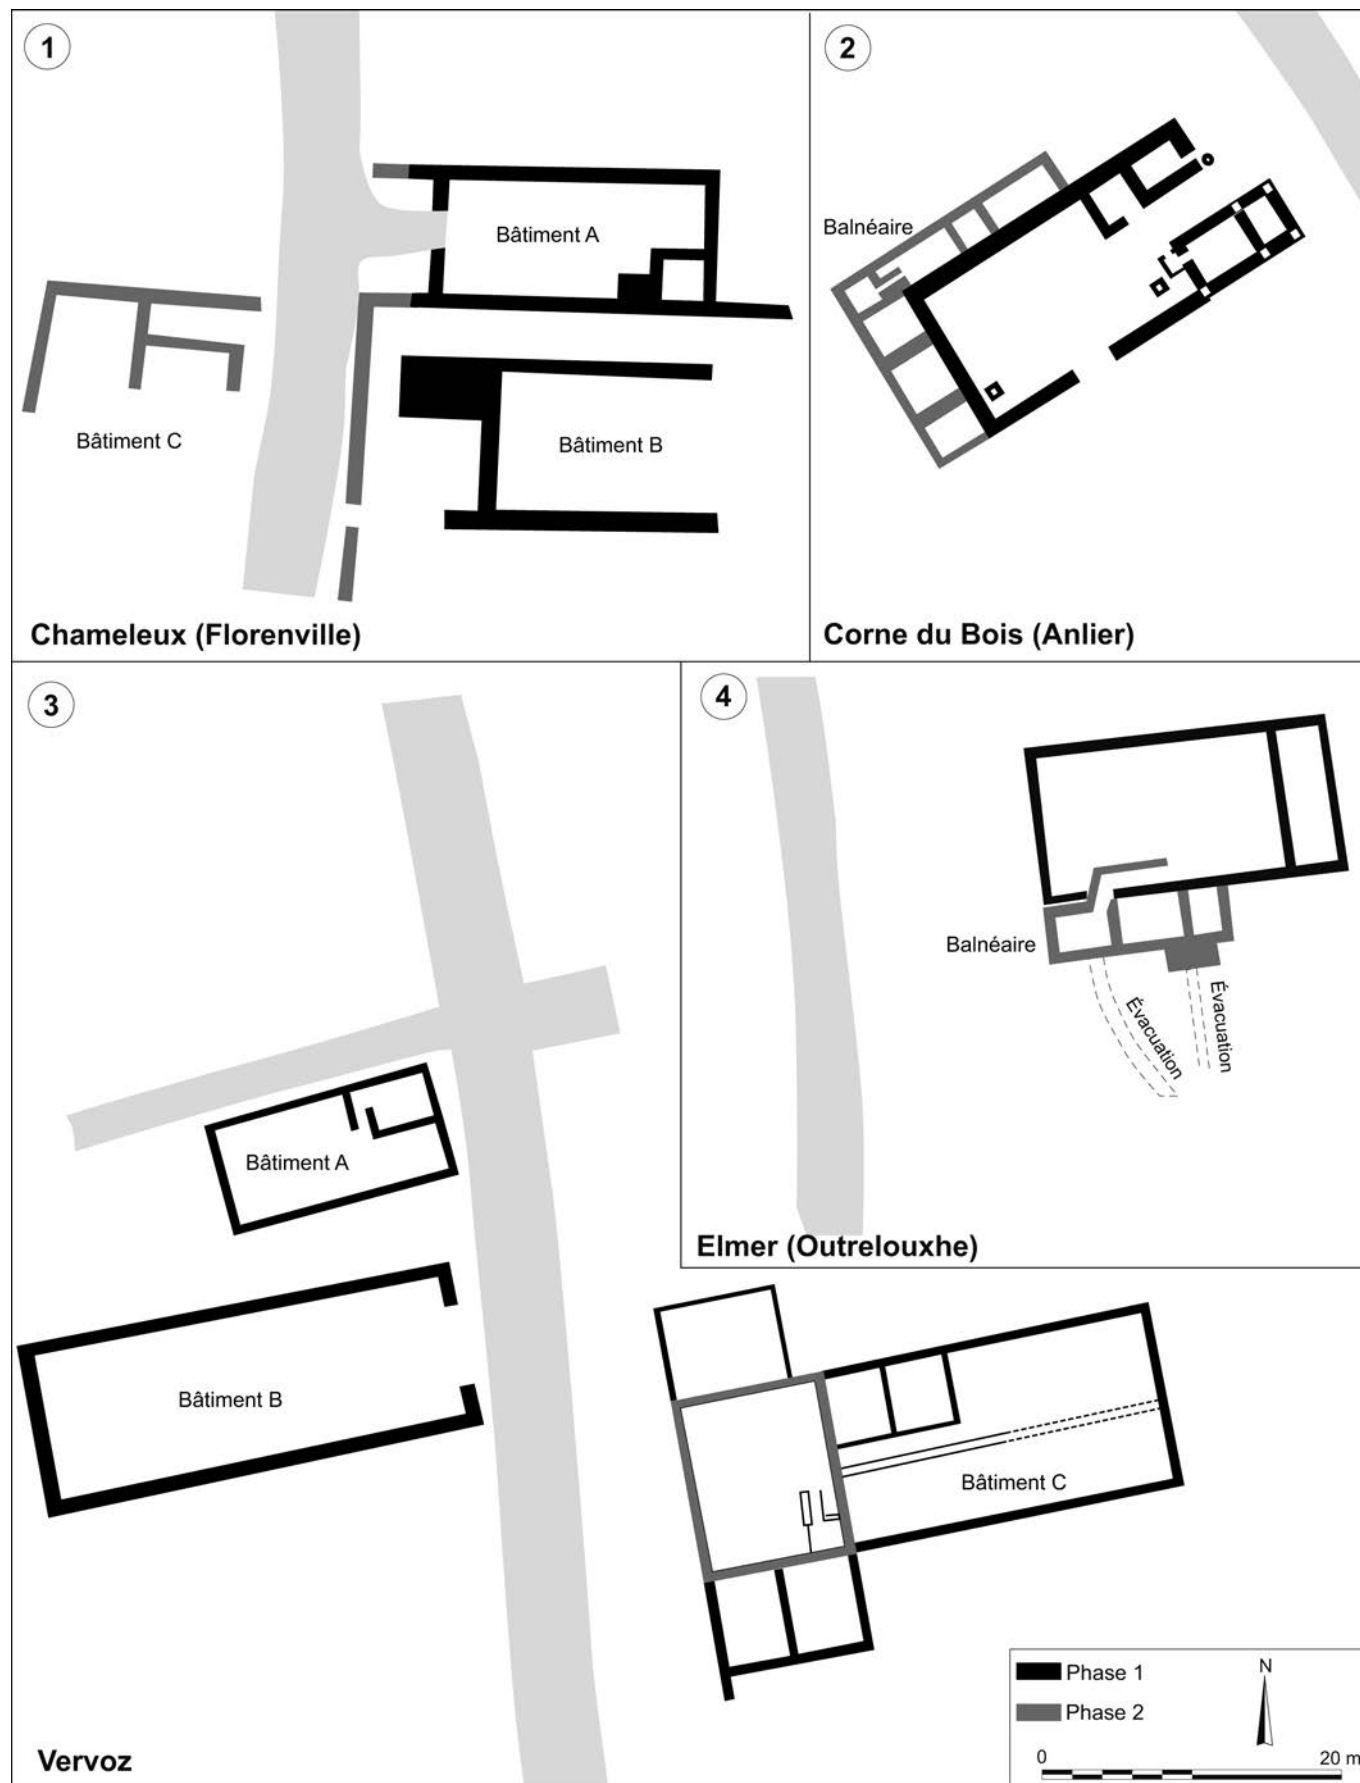 1
Bâtiment A
Bâtiment C
Bâtiment B
Chameleux (Florenville)
2
Balnéaire
Corne du Bois (Anlier)
3
Bâtiment A
Bâtiment B
Bâtiment C
Vervoz
4
Balnéaire
Évacuation
Évacuation
Elmer (Outrelouxhe)
Phase 1
Phase 2
N
0 20 m